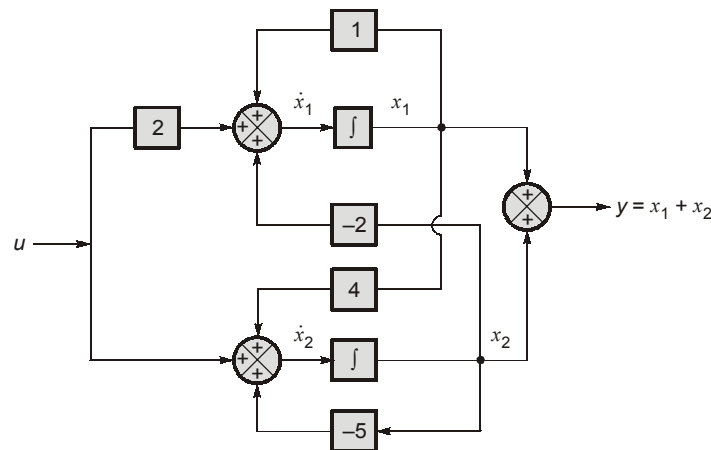 1
ẋ1 x1
2 + + + ∫
+
–2 + y = x1 + x2
u
4
ẋ2 x2
+ + + ∫
–5